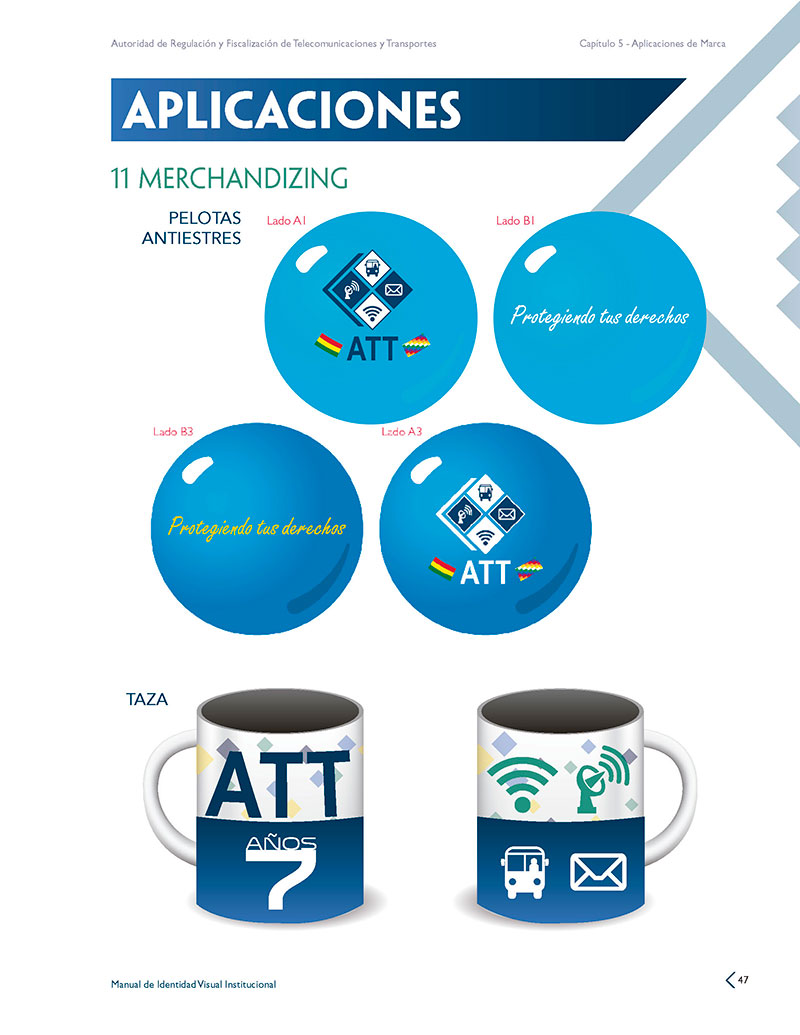 Autoridad de Regulación y Fiscalización de Telecomunicaciones y Transportes
Capítulo 5 - Aplicaciones de Marca
APLICACIONES
11 MERCHANDIZING
PELOTAS
ANTIESTRES
Lado A1
ATT
Lado B1
Protegiendo tus derechos
Lado B3
Protegiendo tus derechos
Lado A3
ATT
TAZA
ATT
AÑOS
7
Manual de Identidad Visual Institucional
47